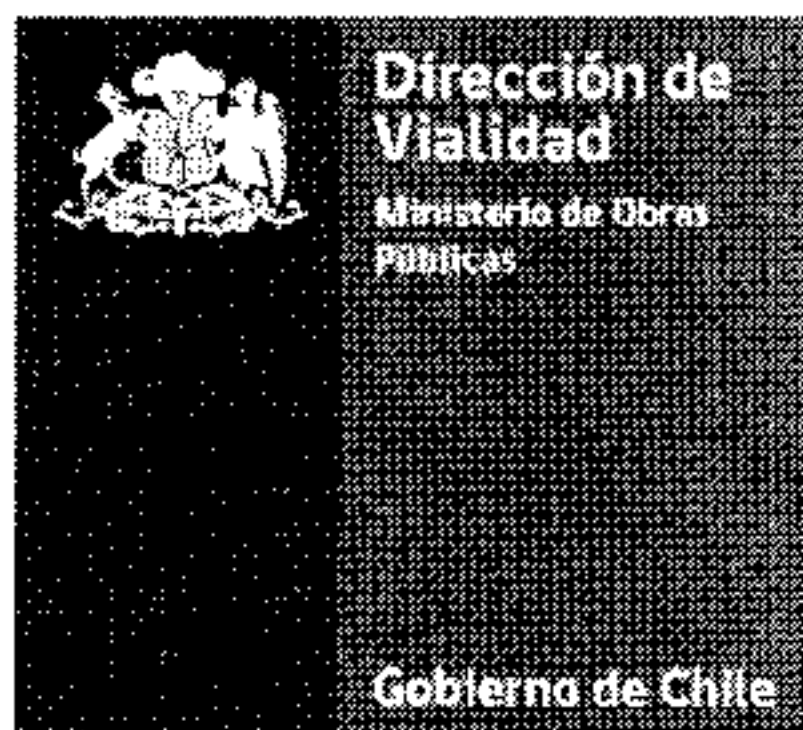 Dirección de
Vialidad
Ministerio de Obras
Públicas
Gobierno de Chile